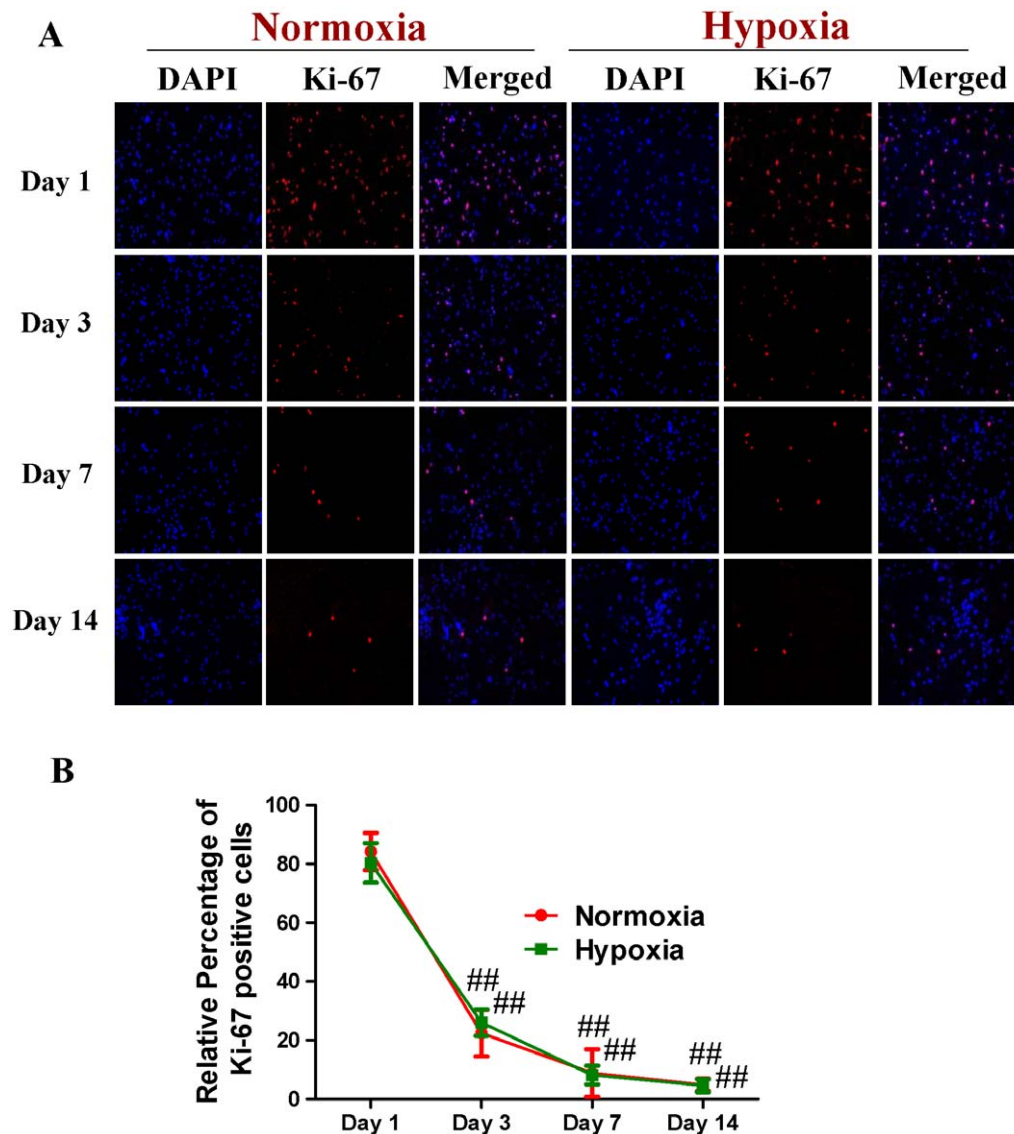 A
Normoxia Hypoxia
DAPI Ki-67 Merged DAPI Ki-67 Merged
Day 1
Day 3
Day 7
Day 14
B
Relative Percentage of
Ki-67 positive cells
100
80
60
40
20
0
Normoxia
Hypoxia
##
##
##
##
##
##
Day 1 Day 3 Day 7 Day 14